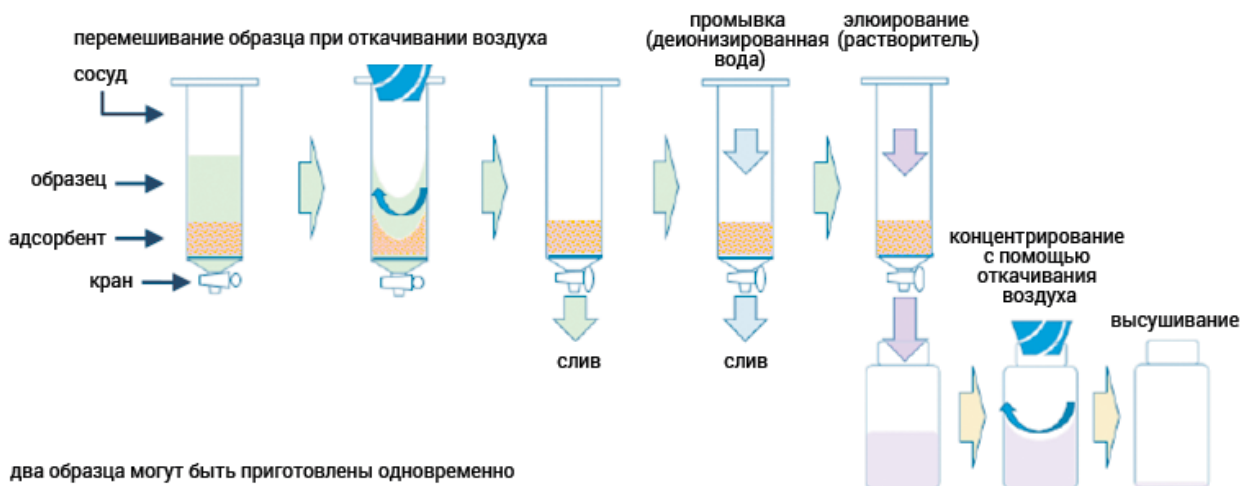 перемешивание образца при откачивании воздуха
промывка
(деионизированная
вода)
элюирование
(растворитель)
сосуд
образец
адсорбент
кран
слив
слив
концентрирование
с помощью
откачивания
воздуха
высушивание
два образца могут быть приготовлены одновременно